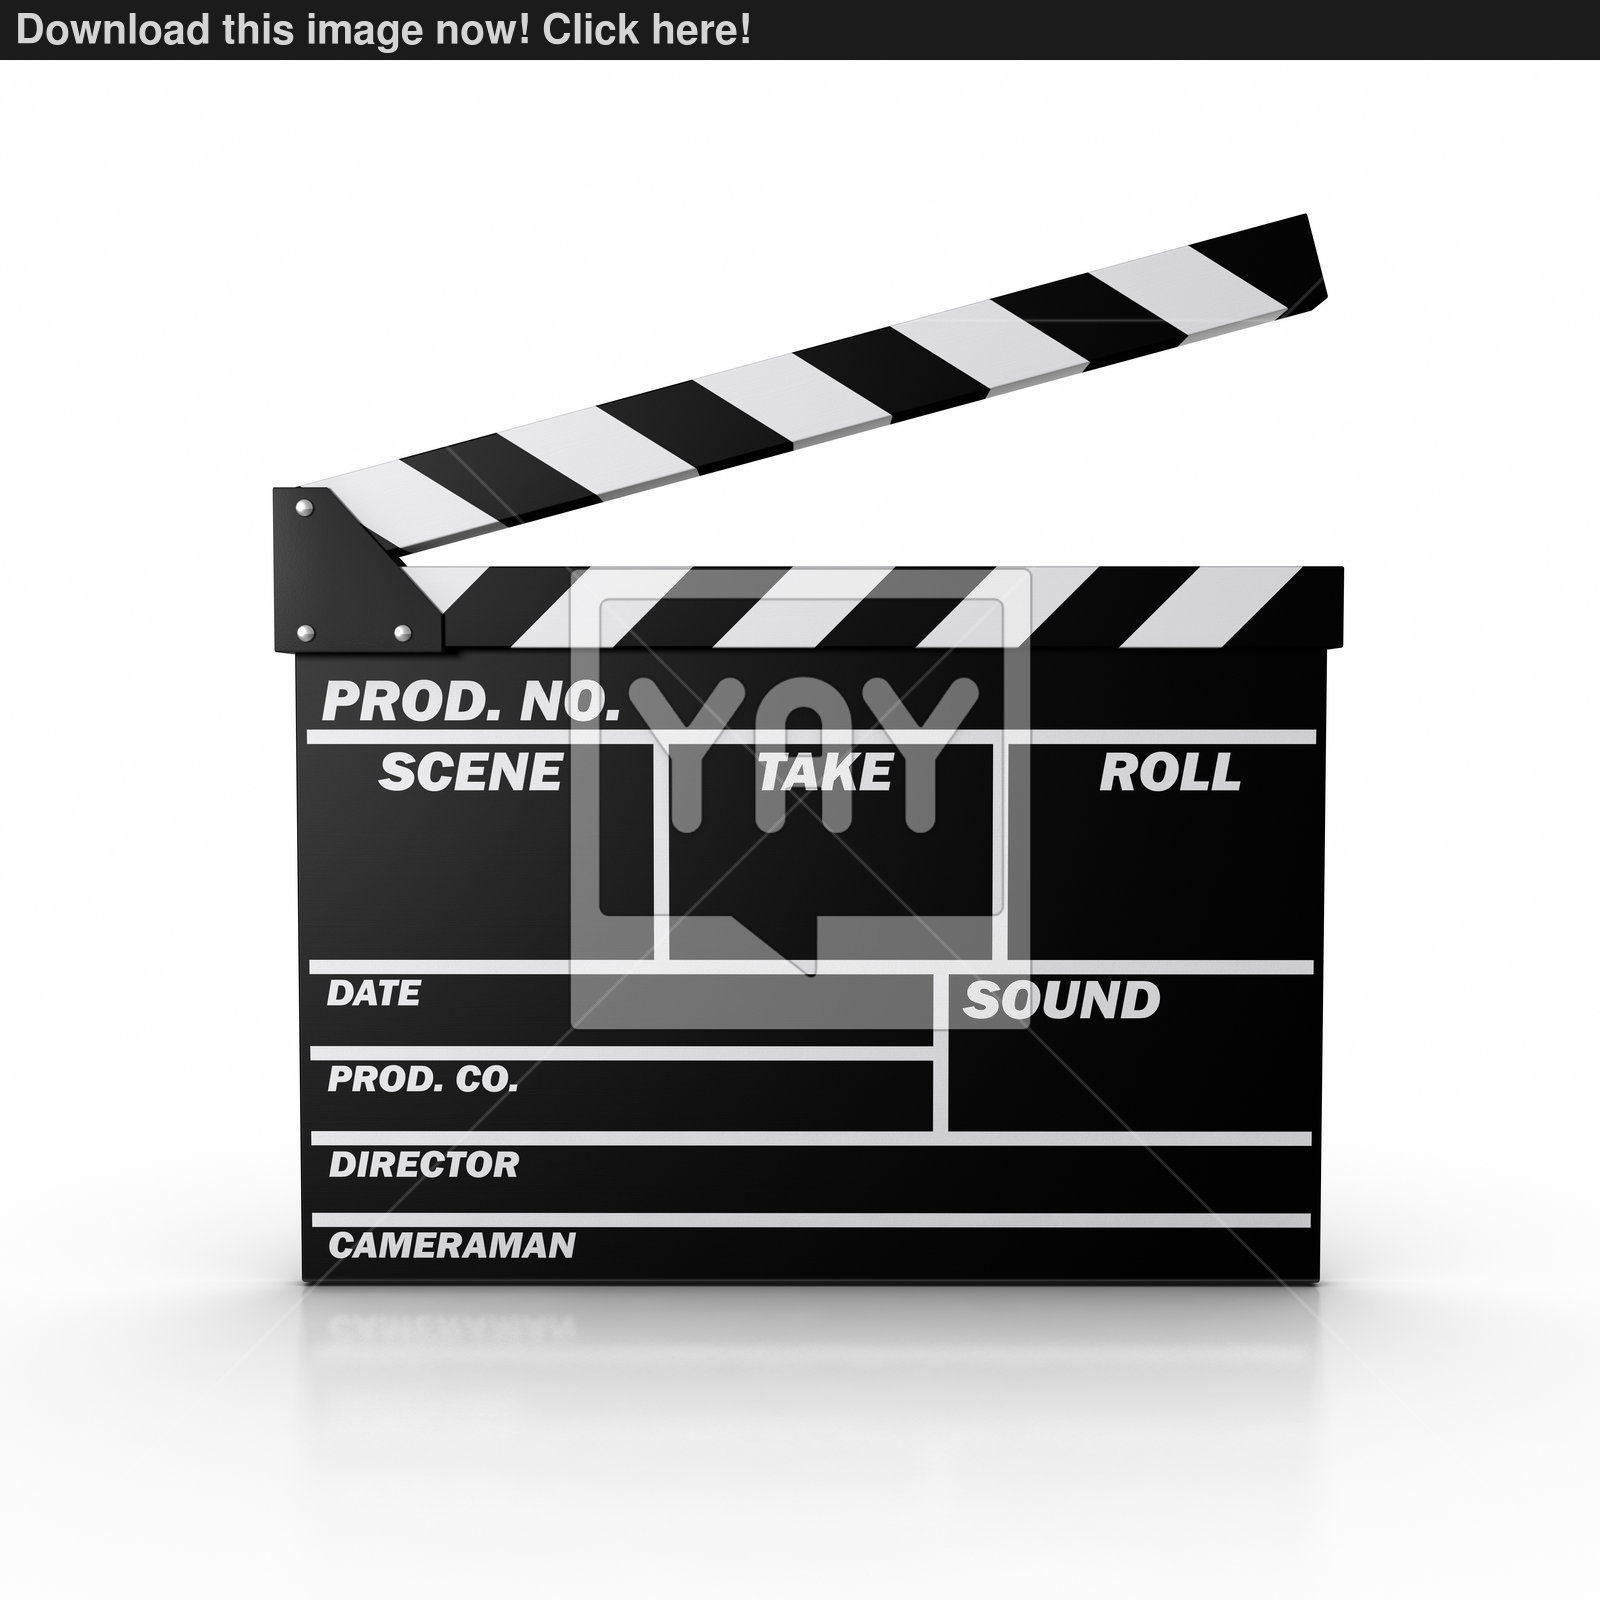 Download this image now! Click here!
PROD. NO.
SCENE TAKE ROLL
YAY
DATE SOUND
PROD. CO.
DIRECTOR
CAMERAMAN